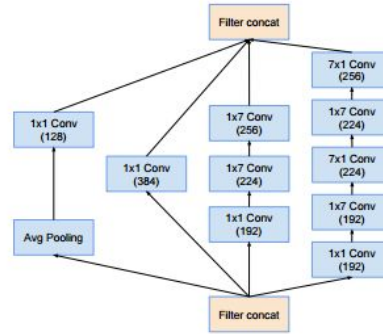 Filter concat
7x1 Conv
(256)
1x1 Conv
(128)
1x7 Conv
(256)
1x7 Conv
(224)
1x1 Conv
(384)
1x7 Conv
(224)
7x1 Conv
(224)
1x1 Conv
(192)
1x7 Conv
(192)
Avg Pooling
1x1 Conv
(192)
Filter concat